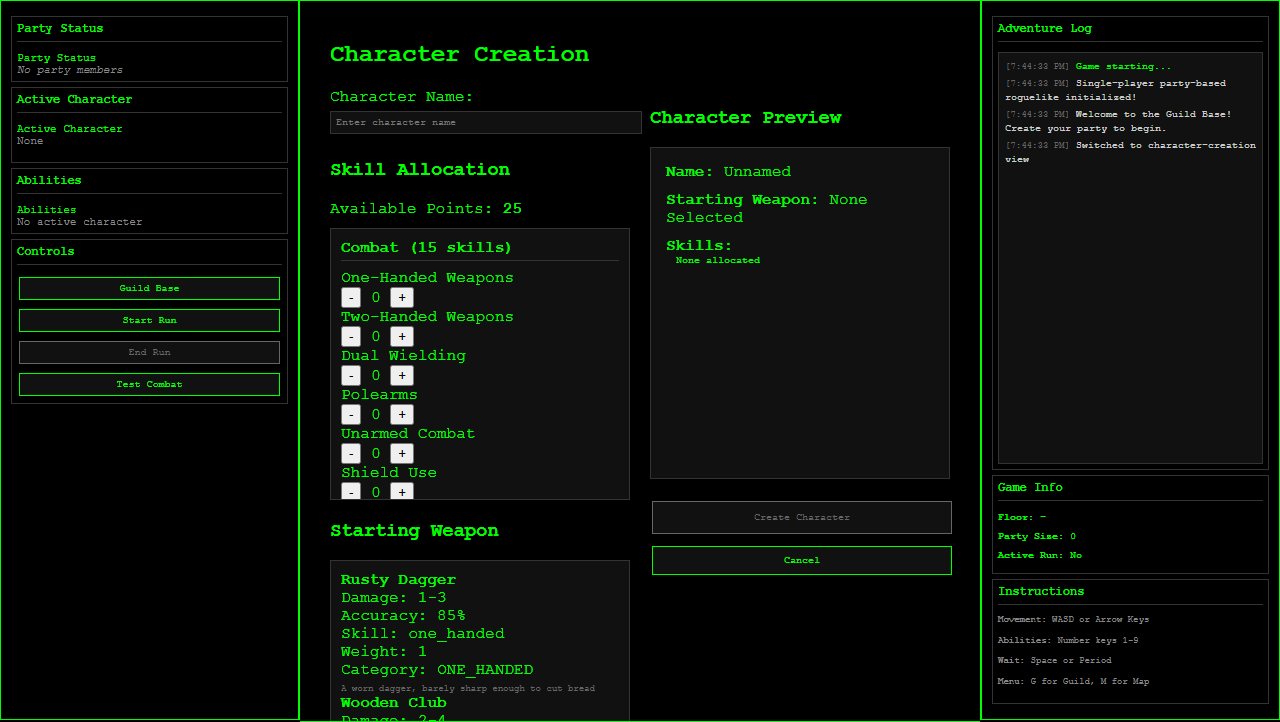 Party Status
Party Status
No party members
Active Character
Active Character
None
Abilities
Abilities
No active character
Controls
Guild Base
Start Run
End Run
Test Combat
Character Creation
Character Name:
Enter character name
Skill Allocation
Available Points: 25
Combat (15 skills)
One-Handed Weapons
- 0 +
Two-Handed Weapons
- 0 +
Dual Wielding
- 0 +
Polearms
- 0 +
Unarmed Combat
- 0 +
Shield Use
- 0 +
Starting Weapon
Rusty Dagger
Damage: 1-3
Accuracy: 85%
Skill: one_handed
Weight: 1
Category: ONE_HANDED
A worn dagger, barely sharp enough to cut bread
Wooden Club
Damage: 2-4
Character Preview
Name: Unnamed
Starting Weapon: None
Selected
Skills:
None allocated
Create Character
Cancel
Adventure Log
[7:44:33 PM] Game starting...
[7:44:33 PM] Single-player party-based
roguelike initialized!
[7:44:33 PM] Welcome to the Guild Base!
Create your party to begin.
[7:44:33 PM] Switched to character-creation
view
Game Info
Floor: -
Party Size: 0
Active Run: No
Instructions
Movement: WASD or Arrow Keys
Abilities: Number keys 1-9
Wait: Space or Period
Menu: G for Guild, M for Map